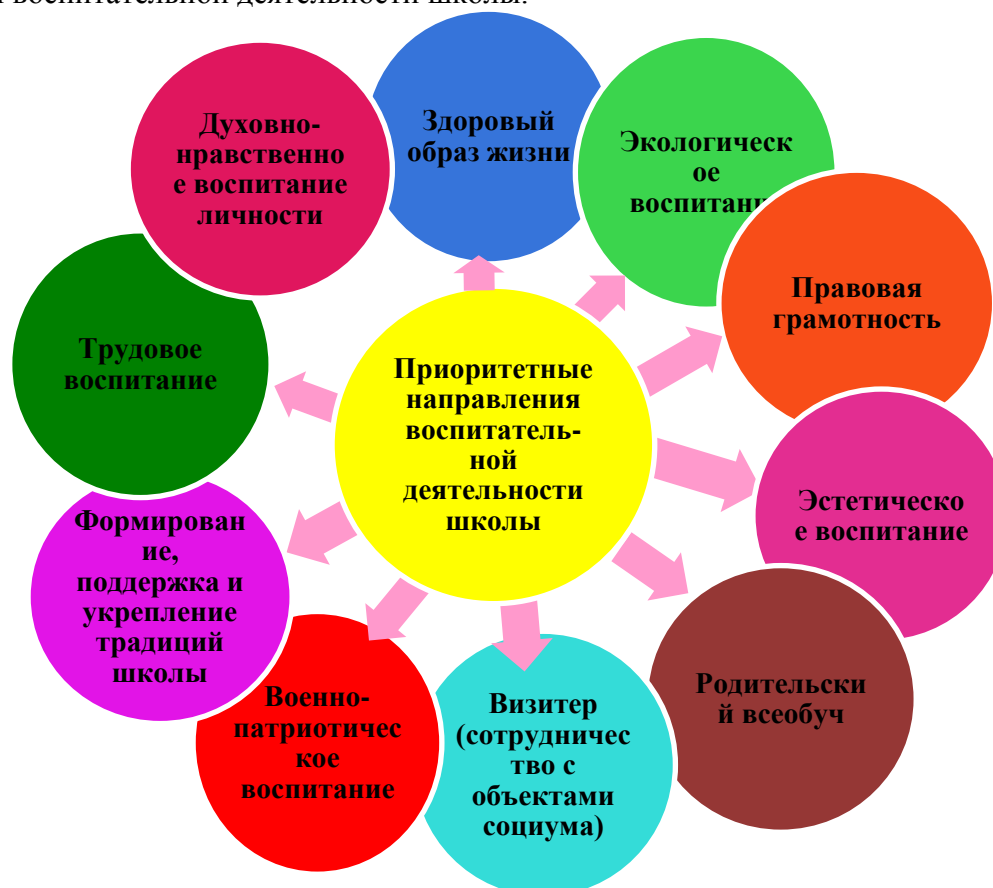 воспитательной деятельности школы.
Духовно-
нравственно
е воспитание
личности
Здоровый
образ жизни
Экологическ
ое
воспитани
Правовая
грамотность
Трудовое
воспитание
Приоритетные
направления
воспитатель-
ной
деятельности
школы
Эстетическо
е воспитание
Формирован
ие,
поддержка и
укрепление
традиций
школы
Военно-
патриотичес
кое
воспитание
Визитер
(сотрудничес
тво с
объектами
социума)
Родительски
й всеобуч